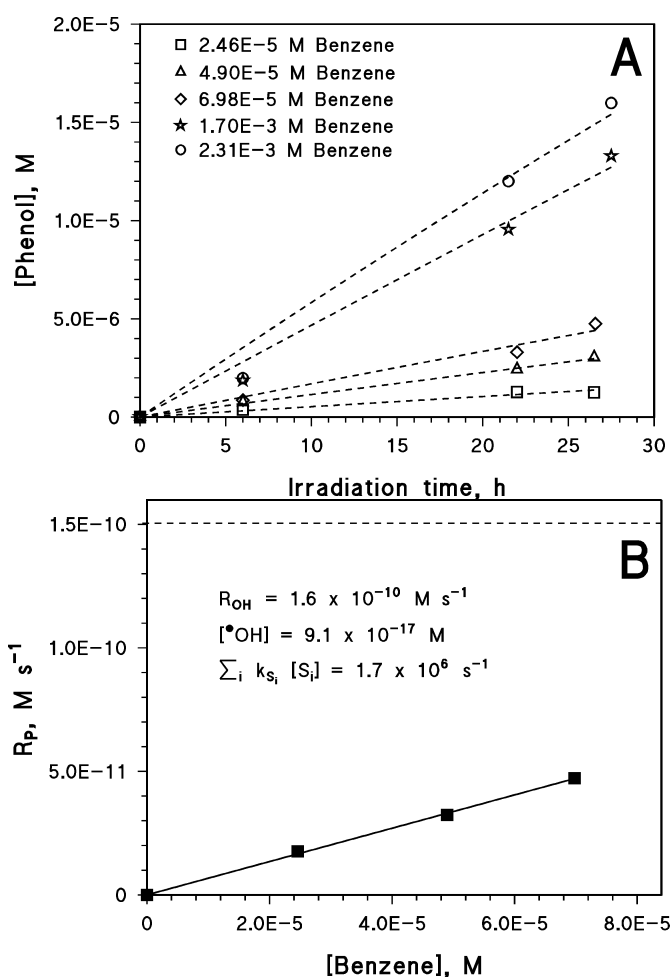 2.0E-5
1.5E-5
1.0E-5
5.0E-6
0
[Phenol], M
A
2.46E-5 M Benzene
4.90E-5 M Benzene
6.98E-5 M Benzene
1.70E-3 M Benzene
2.31E-3 M Benzene
0 5 10 15 20 25 30
Irradiation time, h
1.5E-10
1.0E-10
5.0E-11
0
R_P, M s⁻¹
B
R_OH = 1.6 x 10⁻¹⁰ M s⁻¹
[•OH] = 9.1 x 10⁻¹⁷ M
∑_i k_{S_i} [S_i] = 1.7 x 10⁶ s⁻¹
0 2.0E-5 4.0E-5 6.0E-5 8.0E-5
[Benzene], M